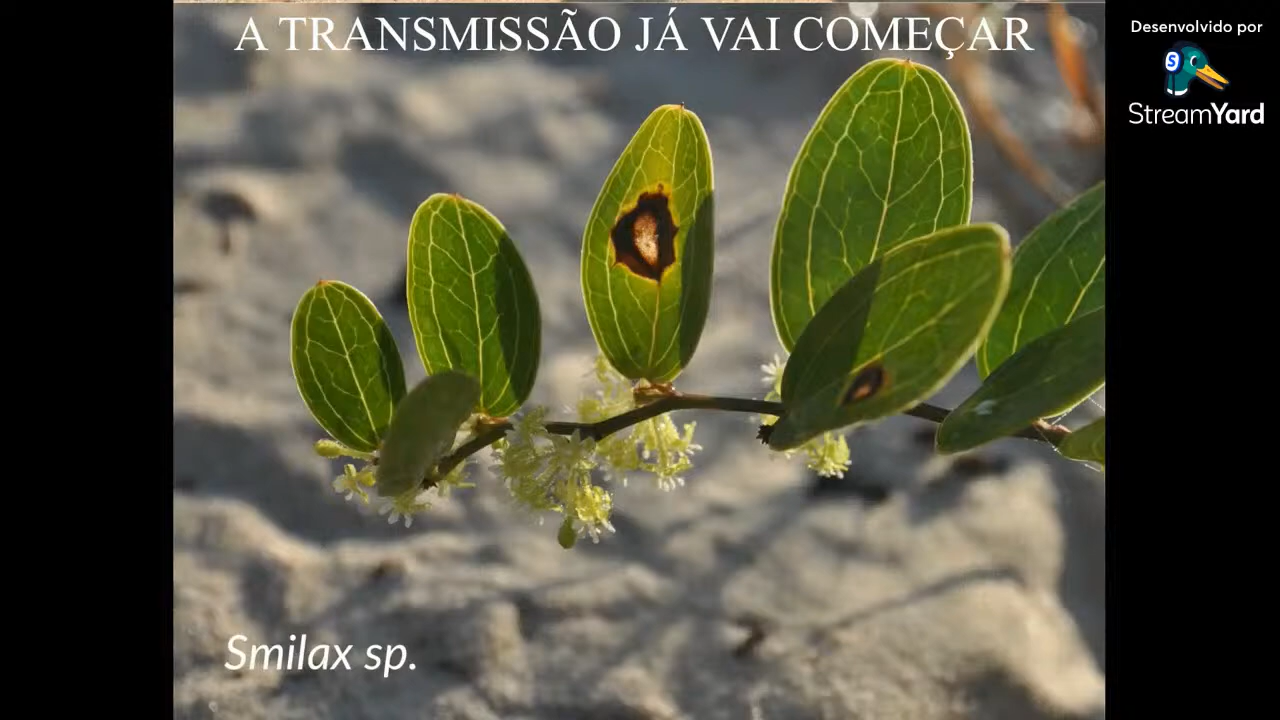 A TRANSMISSÃO JÁ VAI COMEÇAR
Desenvolvido por
StreamYard
Smilax sp.